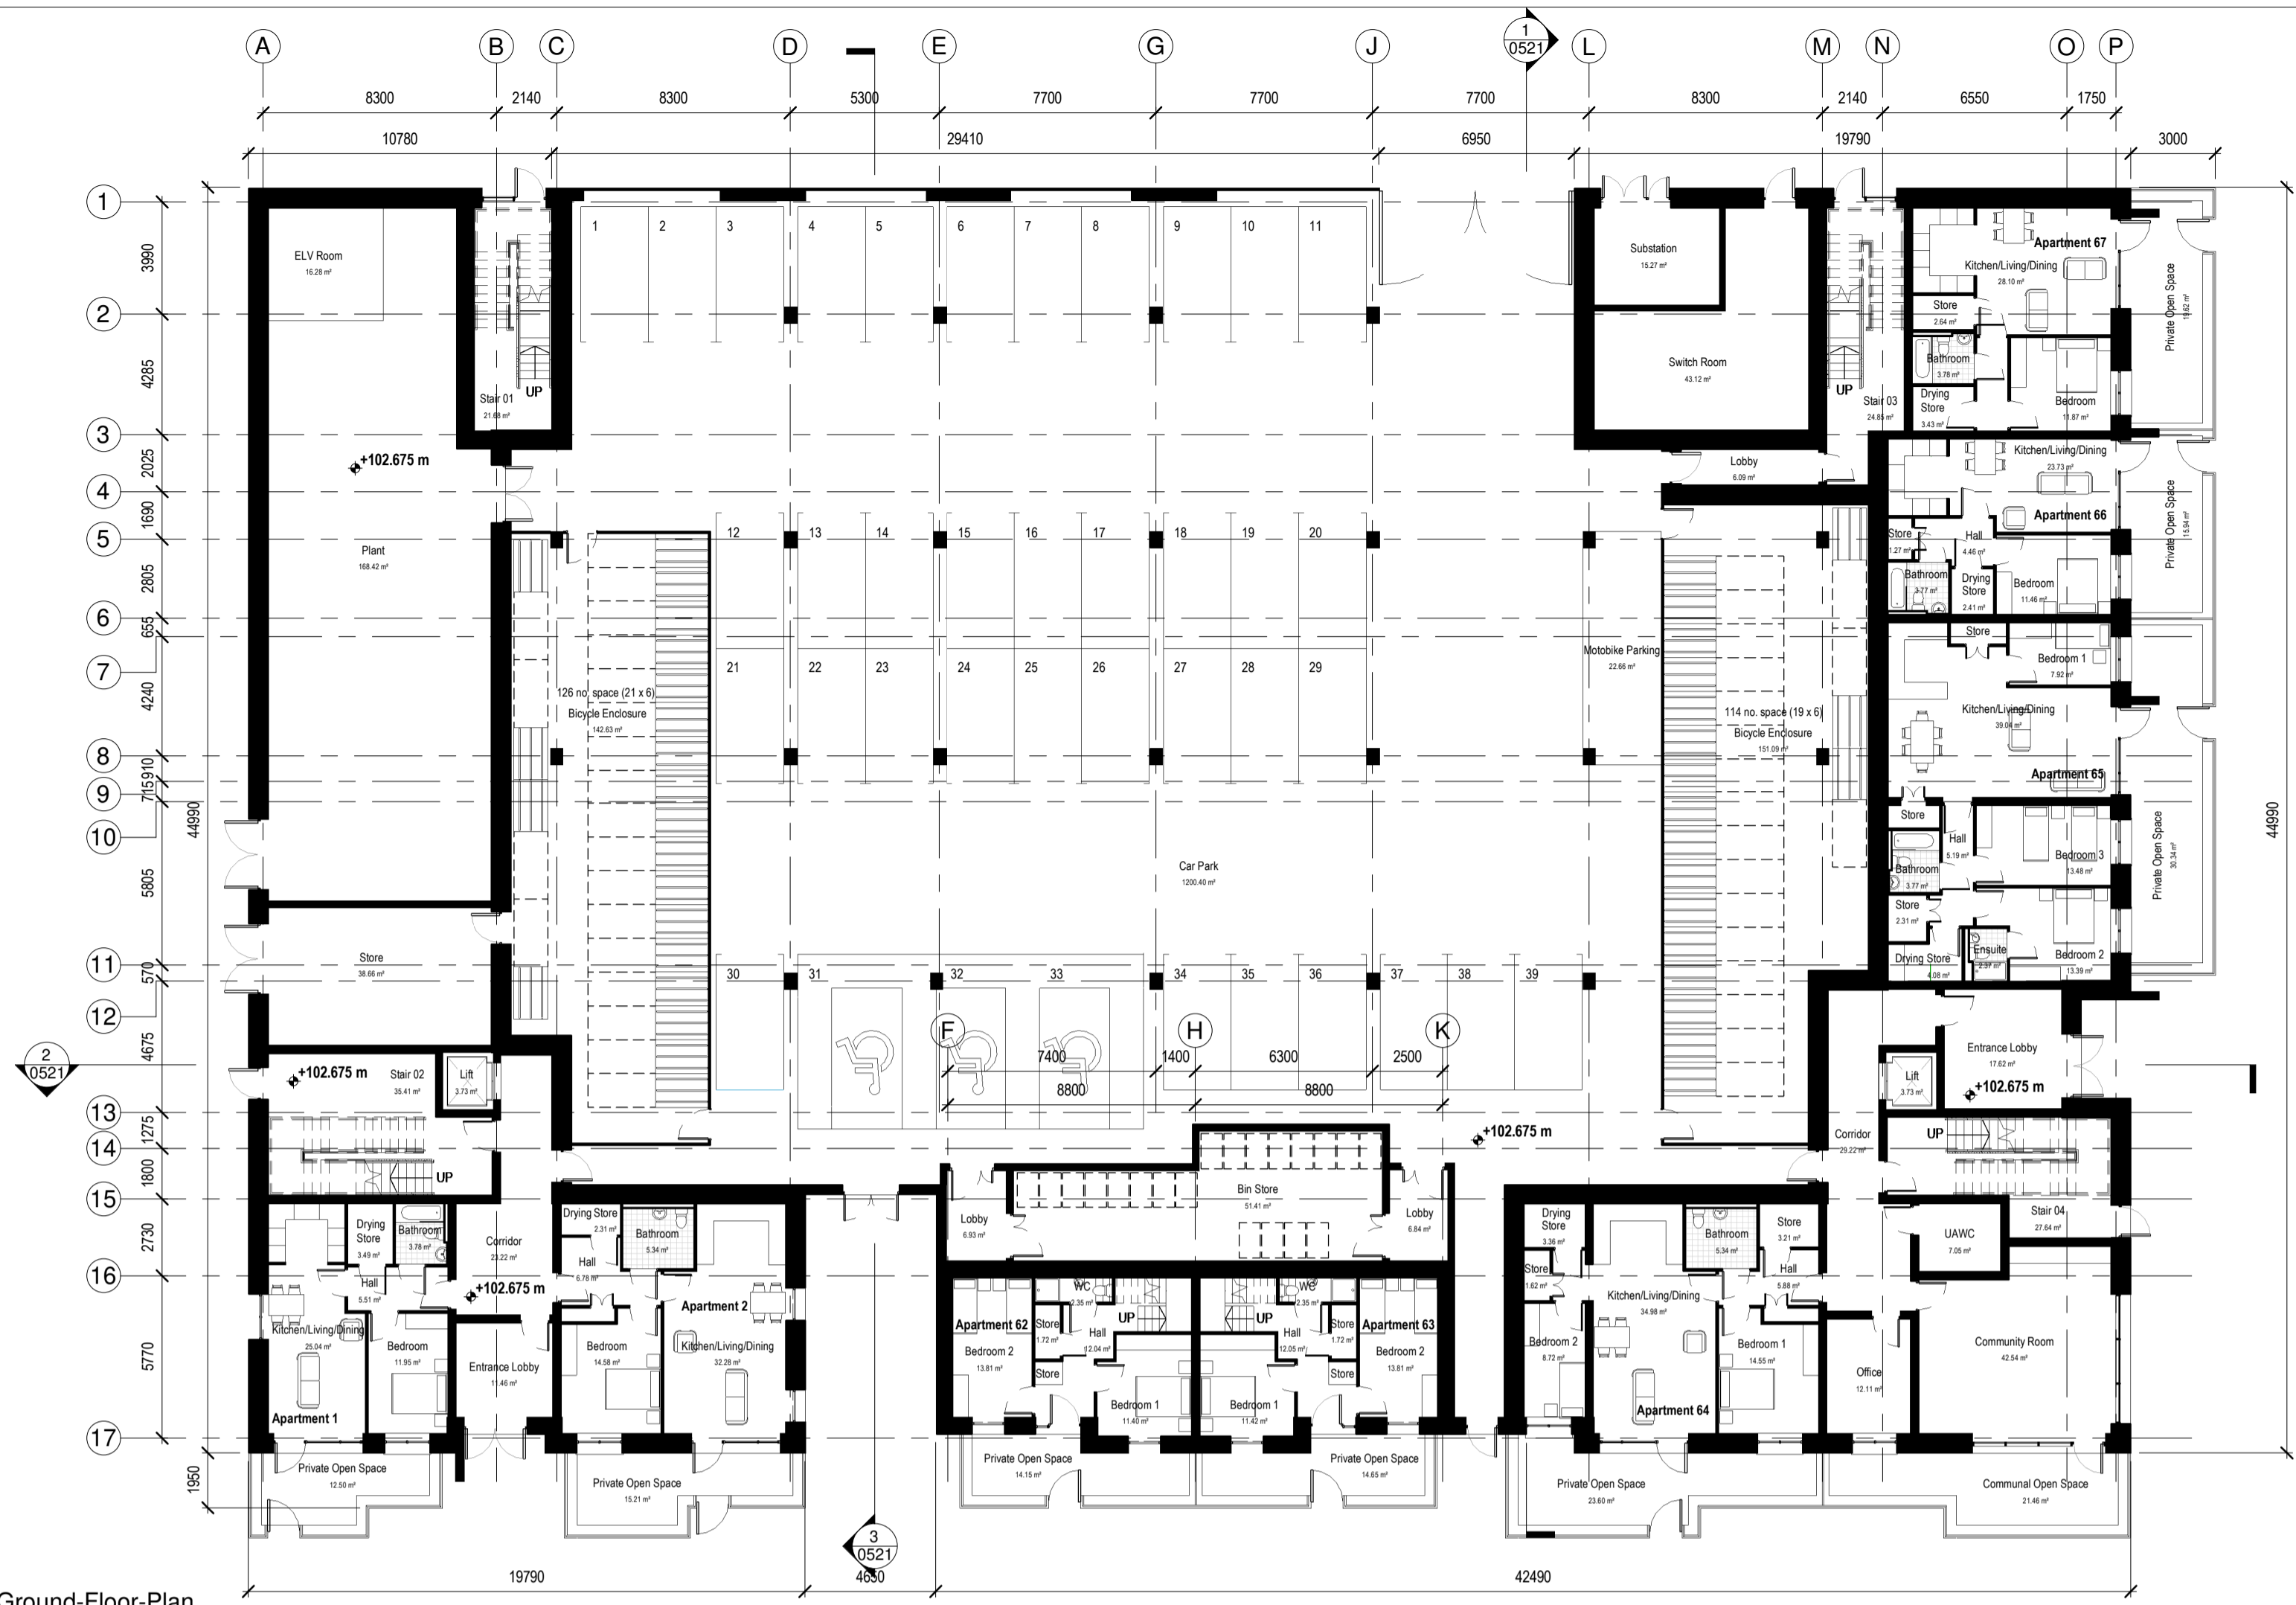 A B C D E G J L M N O P
1
0521
8300 2140 8300 5300 7700 7700 7700 8300 2140 6550 1750
10780 29410 6950 19790 3000
1
3990
2
4285
3
2025
4
1690
5
2805
6
655
7
4240
8
910
9
715
10
5805
11
570
12
4675
13
1275
14
1800
15
2730
16
5770
17
44990
1950
44990
2
0521
ELV Room
16.28 m²
Stair 01
21.68 m²
UP
+102.675 m
Plant
168.42 m²
Store
38.66 m²
1 2 3 4 5 6 7 8 9 10 11
12 13 14 15 16 17 18 19 20
21 22 23 24 25 26 27 28 29
126 no. space (21 x 6)
Bicycle Enclosure
142.63 m²
Car Park
1200.40 m²
30 31 32 33 34 35 36 37 38 39
F H K
7400 1400 6300 2500
8800 8800
+102.675 m
Substation
15.27 m²
Switch Room
43.12 m²
Lobby
6.09 m²
UP
Stair 03
24.85 m²
Motobike Parking
22.66 m²
114 no. space (19 x 6)
Bicycle Enclosure
151.09 m²
Apartment 67
Kitchen/Living/Dining
28.10 m²
Store
2.64 m²
Bathroom
3.78 m²
Drying
Store
3.43 m²
Bedroom
11.87 m²
Private Open Space
19.62 m²
Kitchen/Living/Dining
23.73 m²
Apartment 66
Store
1.27 m²
Hall
4.46 m²
Bathroom
3.77 m²
Drying
Store
2.41 m²
Bedroom
11.46 m²
Private Open Space
15.94 m²
Store
Bedroom 1
7.92 m²
Kitchen/Living/Dining
39.04 m²
Apartment 65
Store
Hall
5.19 m²
Bathroom
3.77 m²
Bedroom 3
13.48 m²
Store
2.31 m²
Drying Store
4.08 m²
Ensuite
2.37 m²
Bedroom 2
13.39 m²
Private Open Space
30.34 m²
Entrance Lobby
17.62 m²
+102.675 m
Lift
3.73 m²
Corridor
29.22 m²
UP
Stair 04
27.64 m²
UAWC
7.05 m²
Community Room
42.54 m²
Office
12.11 m²
Communal Open Space
21.46 m²
+102.675 m
Stair 02
35.41 m²
Lift
3.73 m²
UP
Drying
Store
3.49 m²
Bathroom
3.78 m²
Hall
5.51 m²
Kitchen/Living/Dining
25.04 m²
Bedroom
11.95 m²
Apartment 1
Private Open Space
12.50 m²
Corridor
23.22 m²
+102.675 m
Entrance Lobby
11.46 m²
Drying Store
2.31 m²
Bathroom
5.34 m²
Hall
6.78 m²
Apartment 2
Bedroom
14.58 m²
Kitchen/Living/Dining
32.28 m²
Private Open Space
15.21 m²
Lobby
6.93 m²
Bin Store
51.41 m²
Lobby
6.84 m²
Apartment 62
Bedroom 2
13.81 m²
WC
2.35 m²
Store
1.72 m²
Hall
12.04 m²
UP
Store
Bedroom 1
11.40 m²
Private Open Space
14.15 m²
UP
WC
2.35 m²
Hall
12.05 m²
Store
1.72 m²
Apartment 63
Bedroom 2
13.81 m²
Store
Bedroom 1
11.42 m²
Private Open Space
14.65 m²
Drying
Store
3.36 m²
Store
1.62 m²
Bathroom
5.34 m²
Store
3.21 m²
Hall
5.88 m²
Kitchen/Living/Dining
34.98 m²
Bedroom 2
8.72 m²
Bedroom 1
14.55 m²
Apartment 64
Private Open Space
23.60 m²
3
0521
19790 4650 42490
Ground-Floor-Plan